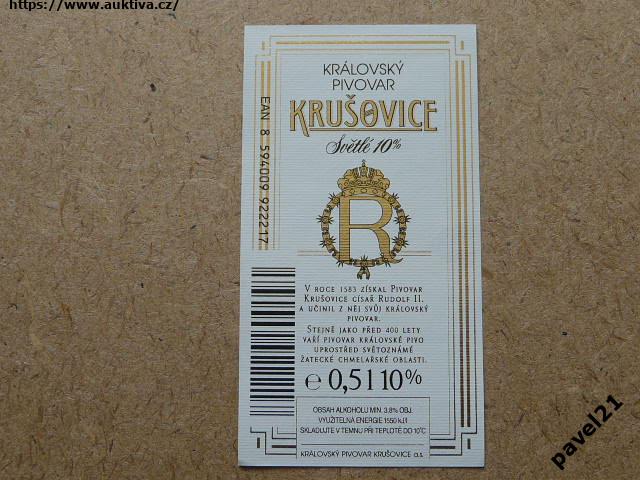 https://www.auktiva.cz/
KRÁLOVSKÝ
PIVOVAR
KRUŠOVICE
Světlé 10%
EAN 8 594009 922217
R
V ROCE 1583 ZÍSKAL PIVOVAR
KRUŠOVICE CÍSAŘ RUDOLF II.
A UČINIL Z NĚJ SVŮJ KRÁLOVSKÝ
PIVOVAR.
STEJNĚ JAKO PŘED 400 LETY
VAŘÍ PIVOVAR KRÁLOVSKÉ PIVO
UPROSTŘED SVĚTOZNÁMÉ
ŽATECKÉ CHMELAŘSKÉ OBLASTI.
℮ 0,5 l 10%
OBSAH ALKOHOLU MIN. 3,8% OBJ.
VYUŽITELNÁ ENERGIE 1550 kJ/l
SKLADUJTE V TEMNU PŘI TEPLOTĚ DO 10°C
KRÁLOVSKÝ PIVOVAR KRUŠOVICE a.s.
pavel21